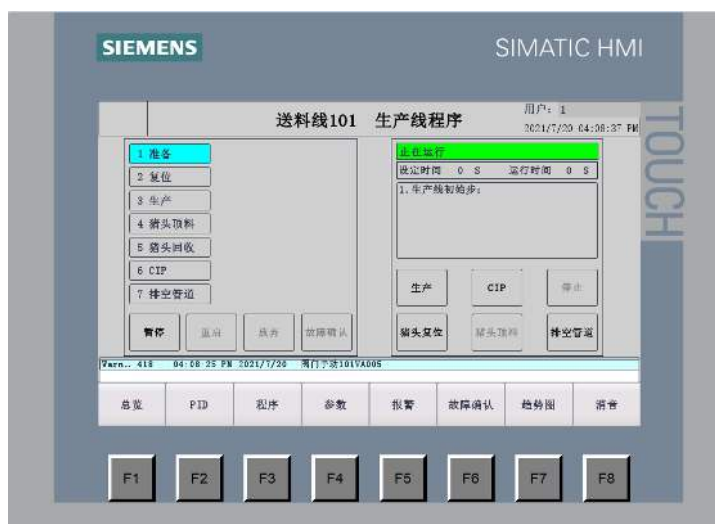 SIEMENS
SIMATIC HMI
TOUCH
送料线101 生产线程序
用户: 1
2021/7/20 04:08:37 PM
1 准备
2 复位
3 生产
4 猪头顶料
5 猪头回收
6 CIP
7 排空管道
正在运行
设定时间 0 S 运行时间 0 S
1.生产线初始步;
生产 CIP 停止
暂停 重启 故障确认
猪头复位 猪头顶料 排空管道
Warn.. 418 04:08:25 PM 2021/7/20 阀门手动101VA005
总览 PID 程序 参数 报警 故障确认 趋势图 消音
F1 F2 F3 F4 F5 F6 F7 F8